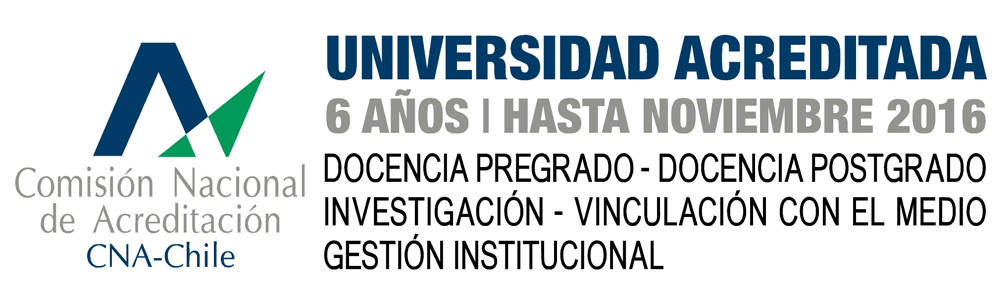 Comisión Nacional
de Acreditación
CNA-Chile
UNIVERSIDAD ACREDITADA
6 AÑOS | HASTA NOVIEMBRE 2016
DOCENCIA PREGRADO - DOCENCIA POSTGRADO
INVESTIGACIÓN - VINCULACIÓN CON EL MEDIO
GESTIÓN INSTITUCIONAL